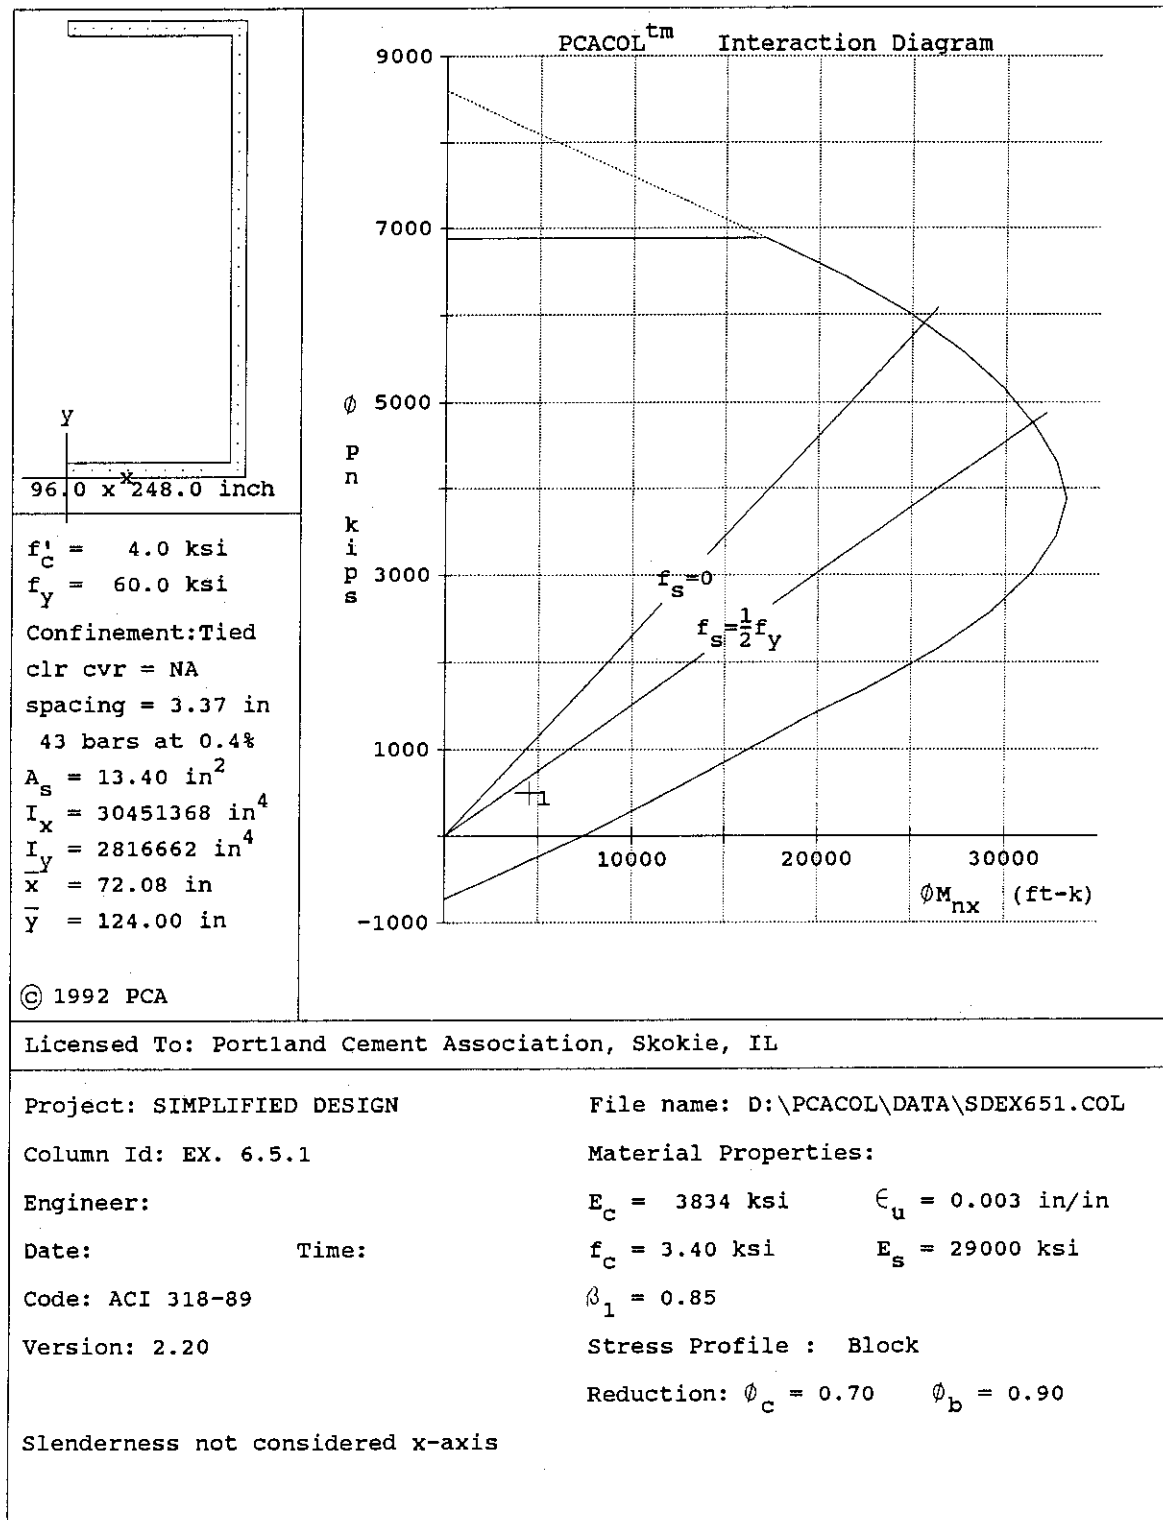 PCACOLtm Interaction Diagram
9000
7000
5000
3000
1000
-1000
ϕ Pn kips
10000
20000
30000
ϕMnx (ft-k)
fs=0
fs=1/2fy
1
y
x
96.0 x 248.0 inch
f'c = 4.0 ksi
fy = 60.0 ksi
Confinement:Tied
clr cvr = NA
spacing = 3.37 in
43 bars at 0.4%
As = 13.40 in2
Ix = 30451368 in4
Iy = 2816662 in4
x̅ = 72.08 in
y̅ = 124.00 in
© 1992 PCA
Licensed To: Portland Cement Association, Skokie, IL
Project: SIMPLIFIED DESIGN
Column Id: EX. 6.5.1
Engineer:
Date: Time:
Code: ACI 318-89
Version: 2.20
Slenderness not considered x-axis
File name: D:\PCACOL\DATA\SDEX651.COL
Material Properties:
Ec = 3834 ksi ϵu = 0.003 in/in
fc = 3.40 ksi Es = 29000 ksi
β1 = 0.85
Stress Profile : Block
Reduction: ϕc = 0.70 ϕb = 0.90